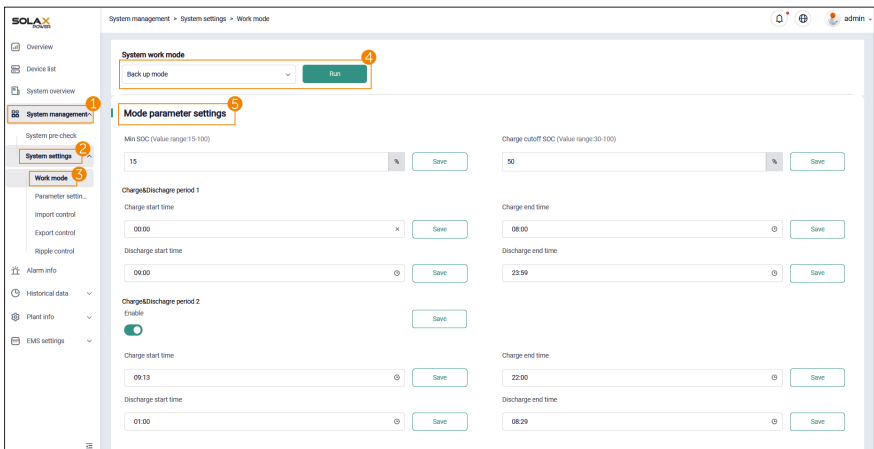 SOLAX
POWER
System management > System settings > Work mode
admin
Overview
Device list
System overview
1
System management
System pre-check
2
System settings
3
Work mode
Parameter settin...
Import control
Export control
Ripple control
Alarm info
Historical data
Plant info
EMS settings
System work mode
4
Back up mode
Run
5
Mode parameter settings
Min SOC (Value range:15-100)
Charge cutoff SOC (Value range:30-100)
15 % Save
50 % Save
Charge&Dischagre period 1
Charge start time
Charge end time
00:00 × Save
08:00 Save
Discharge start time
Discharge end time
09:00 Save
23:59 Save
Charge&Dischagre period 2
Enable
Save
Charge start time
Charge end time
09:13 Save
22:00 Save
Discharge start time
Discharge end time
01:00 Save
08:29 Save